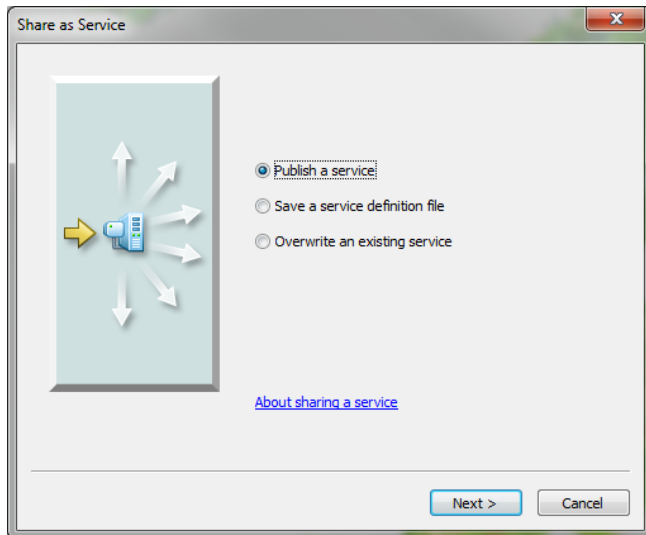 Share as Service
Publish a service
Save a service definition file
Overwrite an existing service
About sharing a service
Next >
Cancel